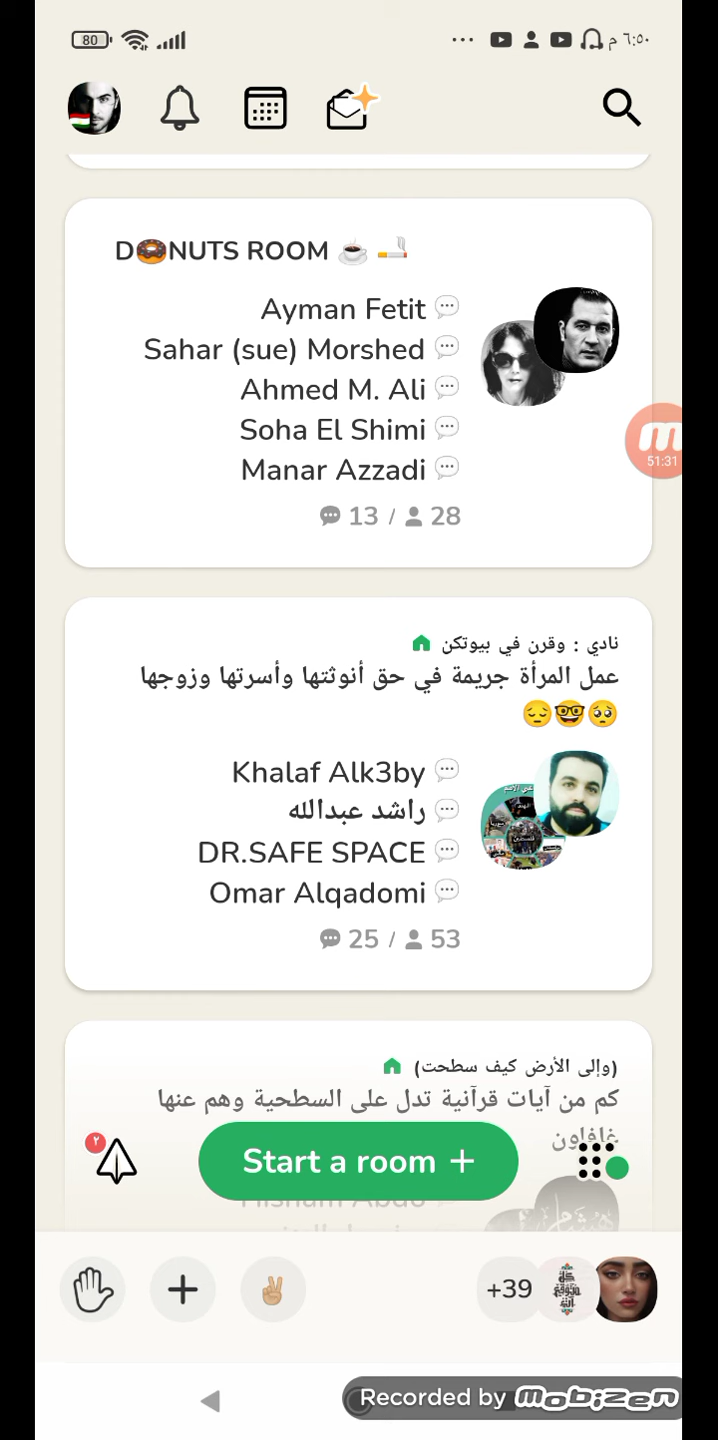 80
٦:٥٠ م
D🍩NUTS ROOM ☕ 🚬
Ayman Fetit 💬
Sahar (sue) Morshed 💬
Ahmed M. Ali 💬
Soha El Shimi 💬
Manar Azzadi 💬
13 / 28
51:31
نادي : وقرن في بيوتكن
عمل المرأة جريمة في حق أنوثتها وأسرتها وزوجها
🥺🤓😔
Khalaf Alk3by 💬
راشد عبدالله 💬
DR.SAFE SPACE 💬
Omar Alqadomi 💬
25 / 53
(وإلى الأرض كيف سطحت)
كم من آيات قرآنية تدل على السطحية وهم عنها
غافلون
٢
Start a room +
Hisham Abdo
+39
Recorded by mobizen